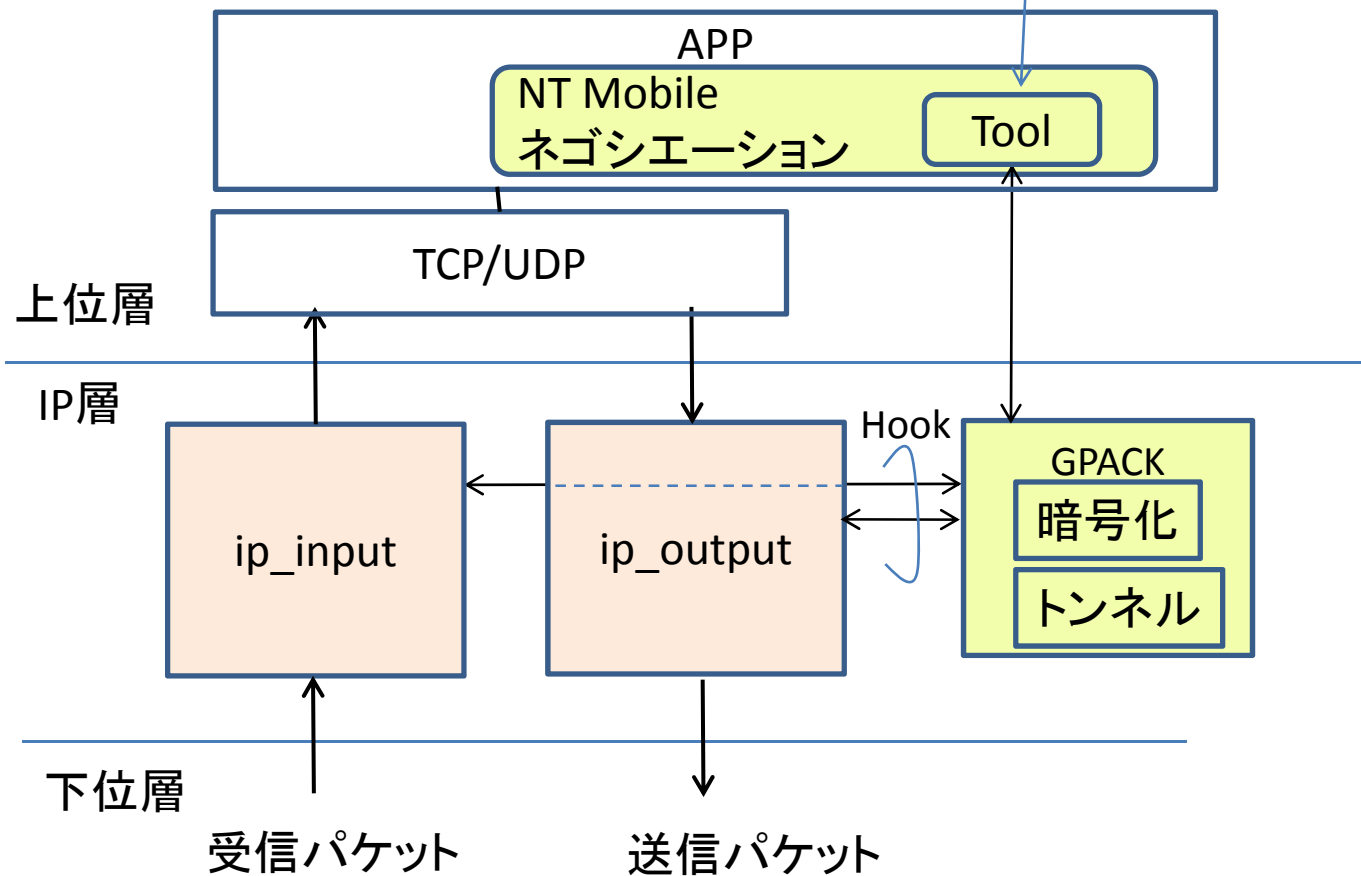 APP
NT Mobile
ネゴシエーション
Tool
TCP/UDP
上位層
IP層
Hook
GPACK
暗号化
トンネル
ip_input
ip_output
下位層
受信パケット
送信パケット